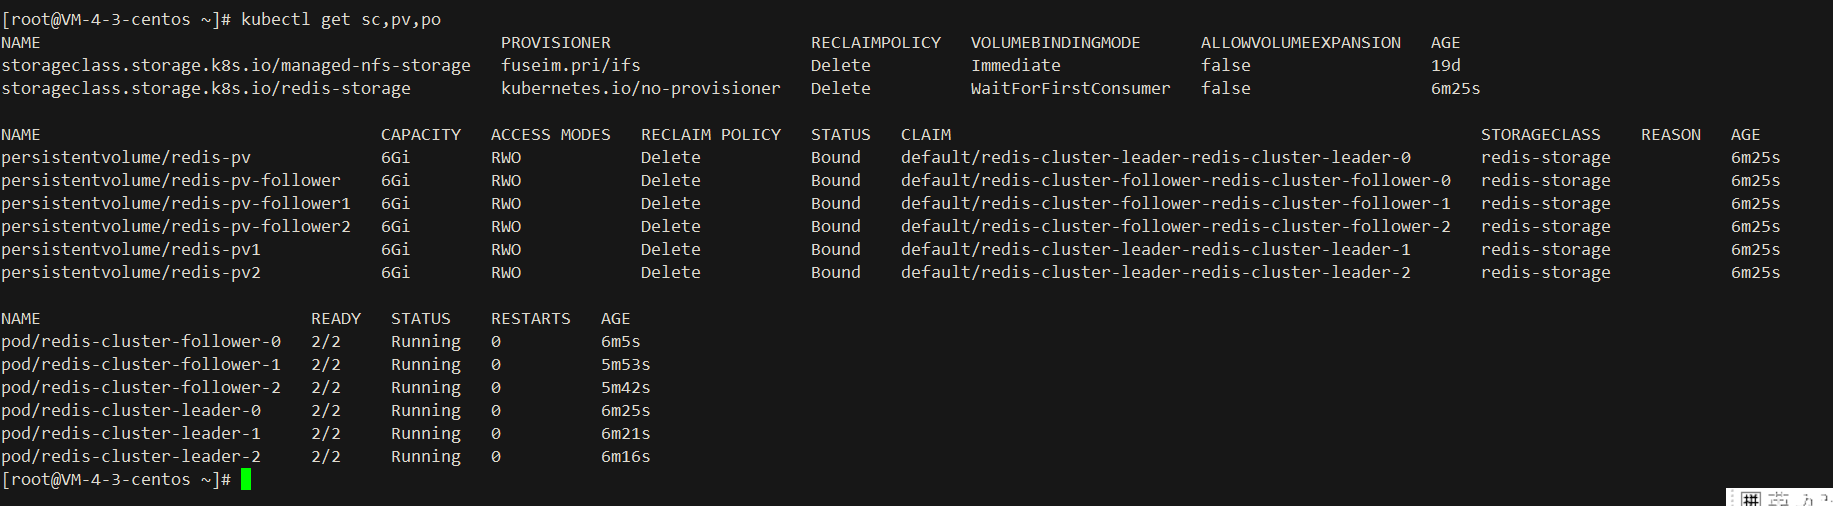 [root@VM-4-3-centos ~]# kubectl get sc,pv,po
NAME PROVISIONER RECLAIMPOLICY VOLUMEBINDINGMODE ALLOWVOLUMEEXPANSION AGE
storageclass.storage.k8s.io/managed-nfs-storage fuseim.pri/ifs Delete Immediate false 19d
storageclass.storage.k8s.io/redis-storage kubernetes.io/no-provisioner Delete WaitForFirstConsumer false 6m25s
NAME CAPACITY ACCESS MODES RECLAIM POLICY STATUS CLAIM STORAGECLASS REASON AGE
persistentvolume/redis-pv 6Gi RWO Delete Bound default/redis-cluster-leader-redis-cluster-leader-0 redis-storage 6m25s
persistentvolume/redis-pv-follower 6Gi RWO Delete Bound default/redis-cluster-follower-redis-cluster-follower-0 redis-storage 6m25s
persistentvolume/redis-pv-follower1 6Gi RWO Delete Bound default/redis-cluster-follower-redis-cluster-follower-1 redis-storage 6m25s
persistentvolume/redis-pv-follower2 6Gi RWO Delete Bound default/redis-cluster-follower-redis-cluster-follower-2 redis-storage 6m25s
persistentvolume/redis-pv1 6Gi RWO Delete Bound default/redis-cluster-leader-redis-cluster-leader-1 redis-storage 6m25s
persistentvolume/redis-pv2 6Gi RWO Delete Bound default/redis-cluster-leader-redis-cluster-leader-2 redis-storage 6m25s
NAME READY STATUS RESTARTS AGE
pod/redis-cluster-follower-0 2/2 Running 0 6m5s
pod/redis-cluster-follower-1 2/2 Running 0 5m53s
pod/redis-cluster-follower-2 2/2 Running 0 5m42s
pod/redis-cluster-leader-0 2/2 Running 0 6m25s
pod/redis-cluster-leader-1 2/2 Running 0 6m21s
pod/redis-cluster-leader-2 2/2 Running 0 6m16s
[root@VM-4-3-centos ~]#
拼